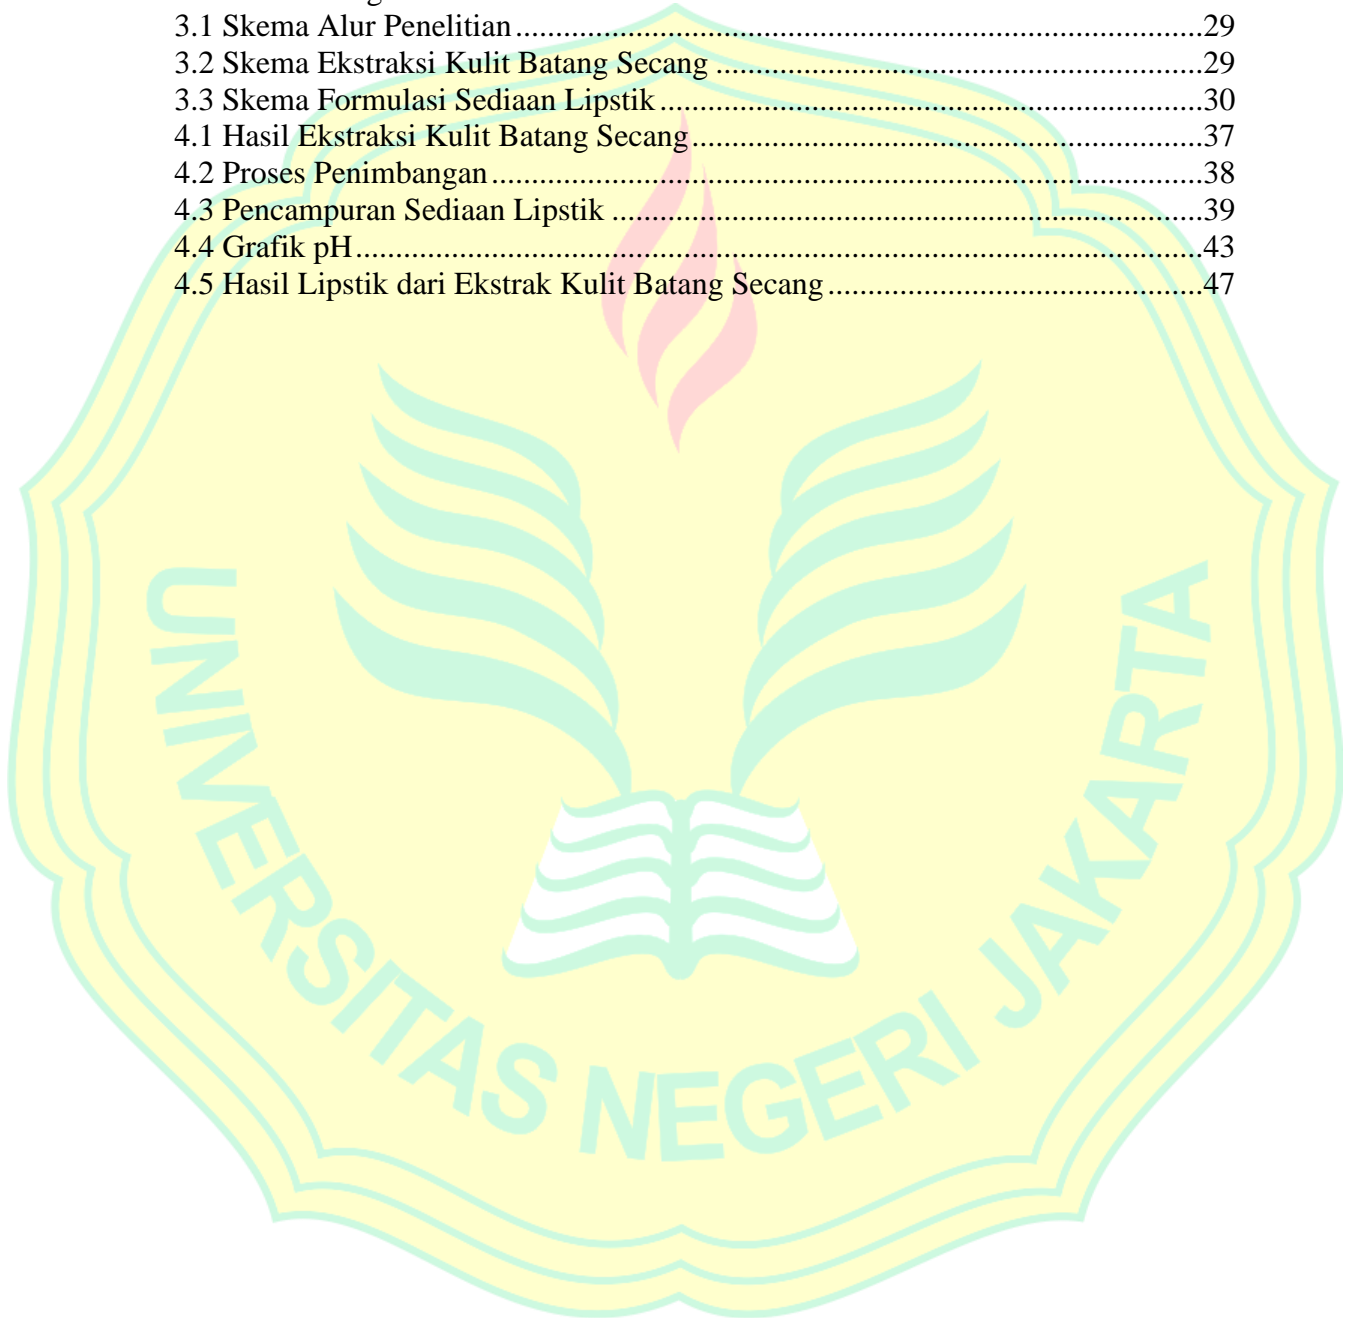 3.1 Skema Alur Penelitian......................................................................................29
3.2 Skema Ekstraksi Kulit Batang Secang .............................................................29
3.3 Skema Formulasi Sediaan Lipstik ....................................................................30
4.1 Hasil Ekstraksi Kulit Batang Secang................................................................37
4.2 Proses Penimbangan.........................................................................................38
4.3 Pencampuran Sediaan Lipstik ..........................................................................39
4.4 Grafik pH..........................................................................................................43
4.5 Hasil Lipstik dari Ekstrak Kulit Batang Secang ...............................................47
UNIVERSITAS NEGERI JAKARTA